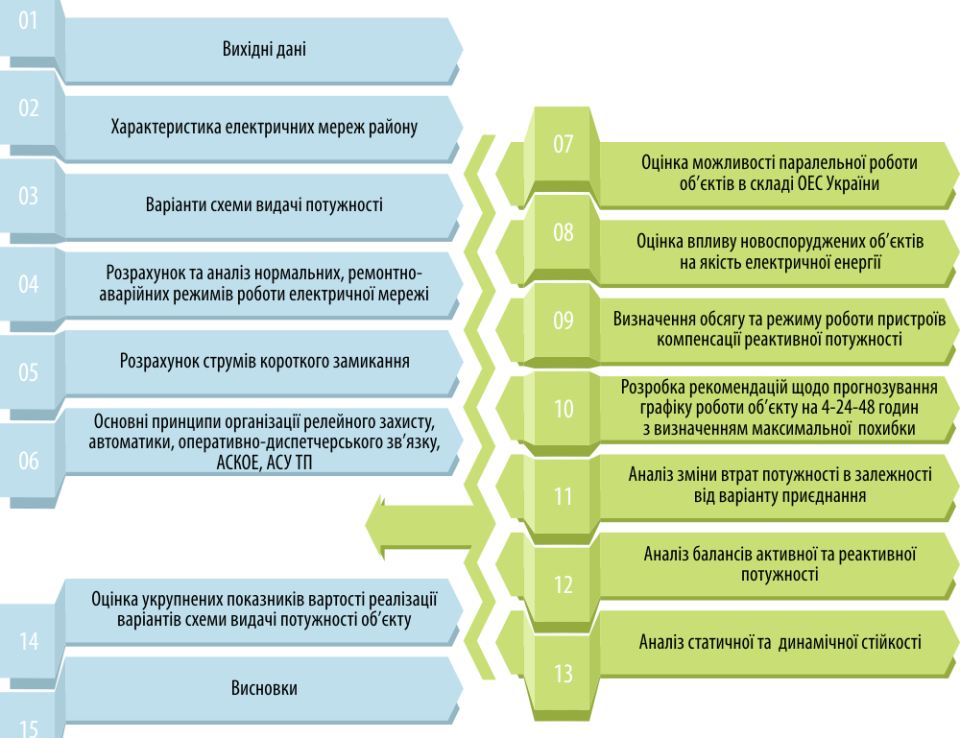 01
Вихідні дані
02
Характеристика електричних мереж району
03
Варіанти схеми видачі потужності
04
Розрахунок та аналіз нормальних, ремонтно-
аварійних режимів роботи електричної мережі
05
Розрахунок струмів короткого замикання
06
Основні принципи організації релейного захисту,
автоматики, оперативно-диспетчерського зв’язку,
АСКОЕ, АСУ ТП
07
Оцінка можливості паралельної роботи
об’єктів в складі ОЕС України
08
Оцінка впливу новоспоруджених об’єктів
на якість електричної енергії
09
Визначення обсягу та режиму роботи пристроїв
компенсації реактивної потужності
10
Розробка рекомендацій щодо прогнозування
графіку роботи об’єкту на 4-24-48 годин
з визначенням максимальної похибки
11
Аналіз зміни втрат потужності в залежності
від варіанту приєднання
12
Аналіз балансів активної та реактивної
потужності
13
Аналіз статичної та динамічної стійкості
14
Оцінка укрупнених показників вартості реалізації
варіантів схеми видачі потужності об’єкту
15
Висновки